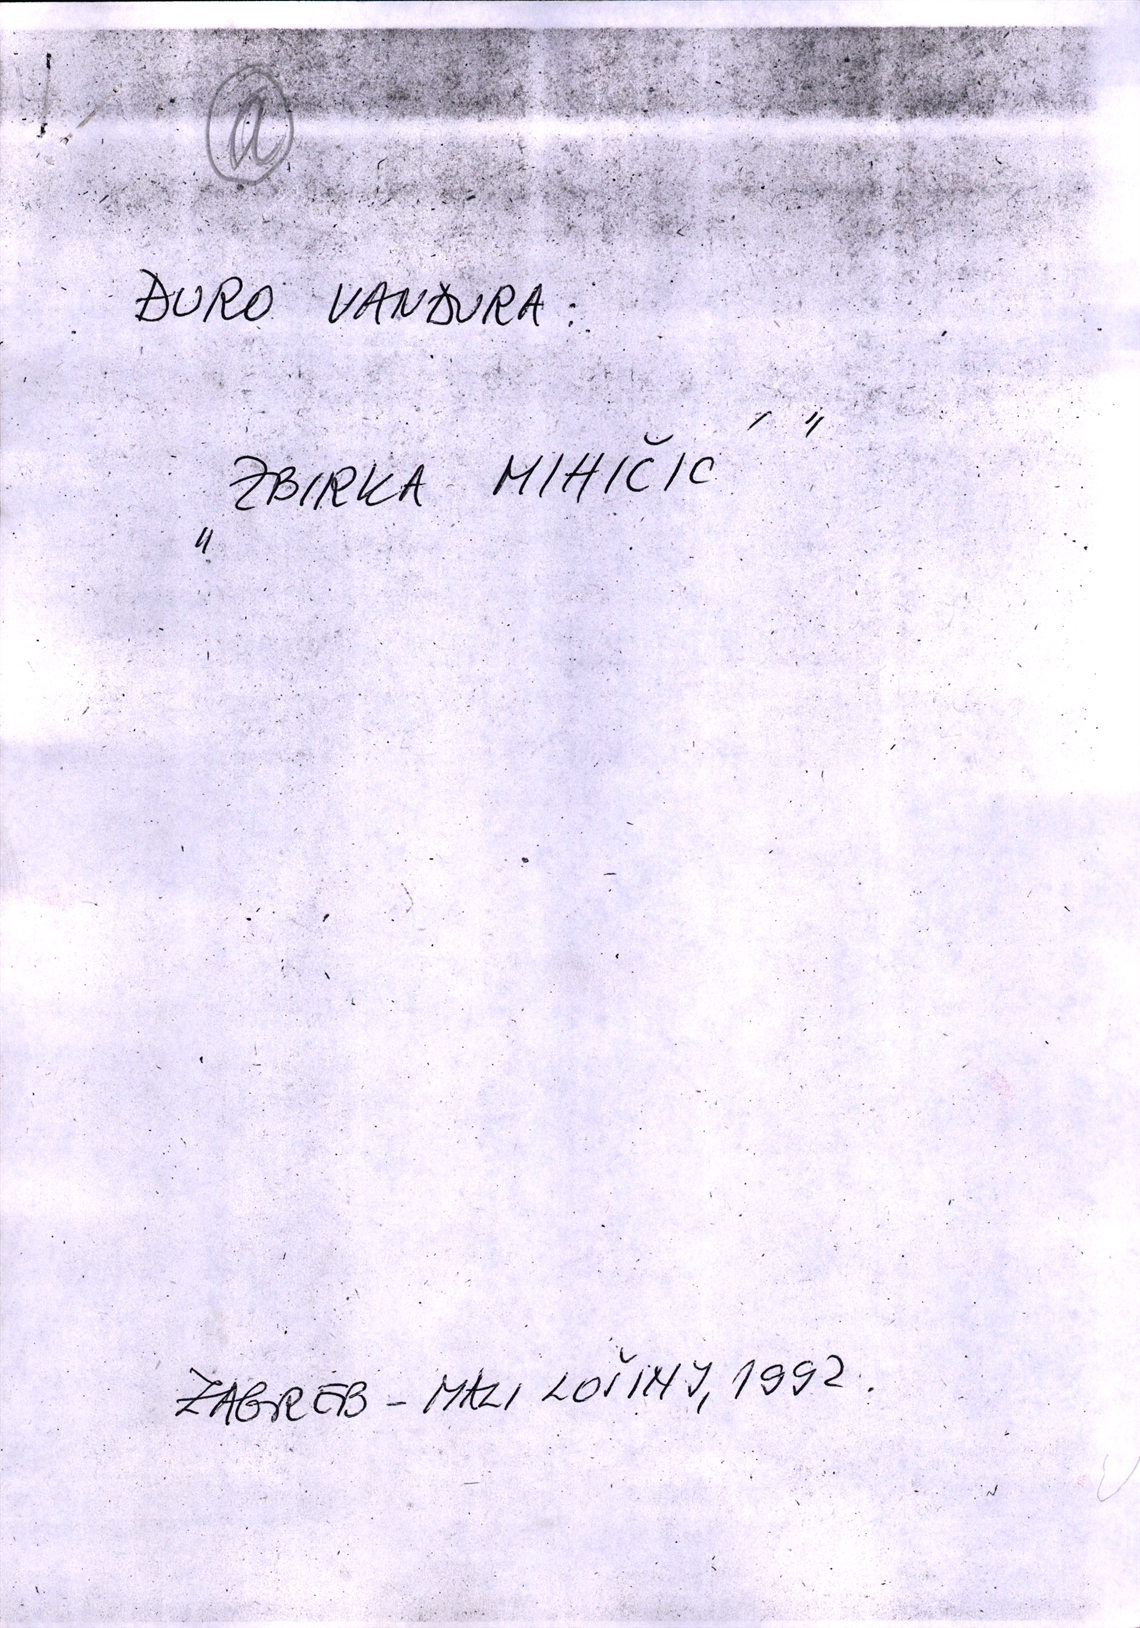 a
ĐURO VANĐURA:
„ZBIRKA MIHIČIĆ"
ZAGREB - MALI LOŠINJ, 1992.